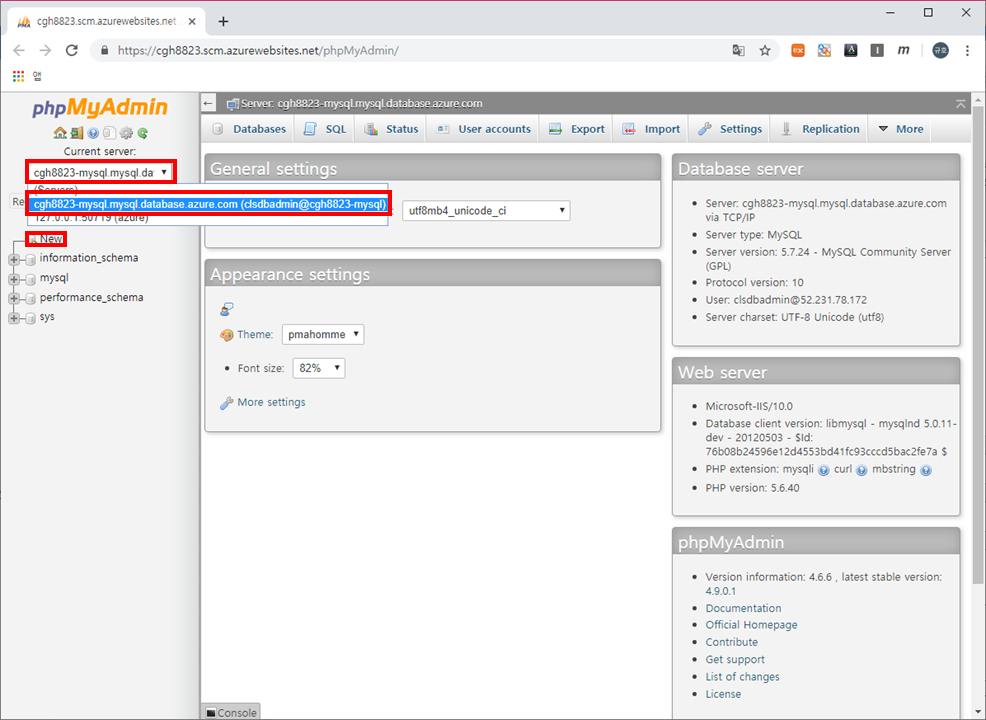 cgh8823.scm.azurewebsites.net
https://cgh8823.scm.azurewebsites.net/phpMyAdmin/
앱
phpMyAdmin
Current server:
cgh8823-mysql.mysql.da
(Servers)
cgh8823-mysql.mysql.database.azure.com (clsdbadmin@cgh8823-mysql)
127.0.0.1:50719 (azure)
Re
New
information_schema
mysql
performance_schema
sys
Server: cgh8823-mysql.mysql.database.azure.com
Databases SQL Status User accounts Export Import Settings Replication More
General settings
utf8mb4_unicode_ci
Appearance settings
Theme: pmahomme
Font size: 82%
More settings
Database server
Server: cgh8823-mysql.mysql.database.azure.com
via TCP/IP
Server type: MySQL
Server version: 5.7.24 - MySQL Community Server
(GPL)
Protocol version: 10
User: clsdbadmin@52.231.78.172
Server charset: UTF-8 Unicode (utf8)
Web server
Microsoft-IIS/10.0
Database client version: libmysql - mysqlnd 5.0.11-
dev - 20120503 - $Id:
76b08b24596e12d4553bd41fc93cccd5bac2fe7a $
PHP extension: mysqli curl mbstring
PHP version: 5.6.40
phpMyAdmin
Version information: 4.6.6 , latest stable version:
4.9.0.1
Documentation
Official Homepage
Contribute
Get support
List of changes
License
Console